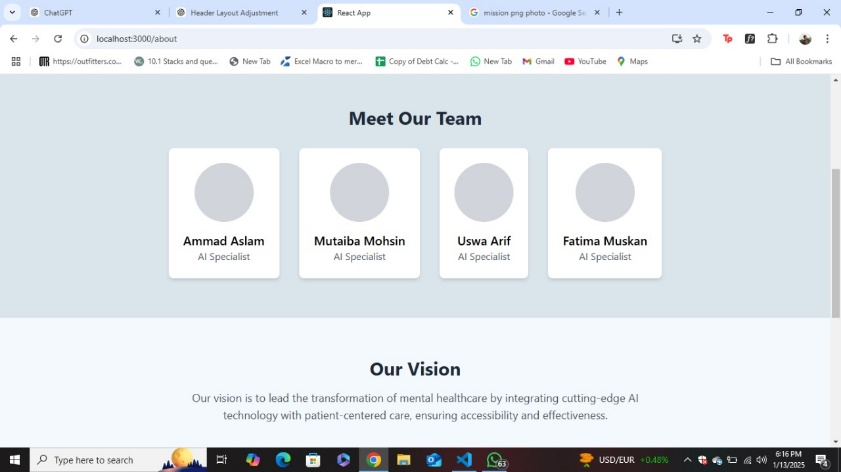 ChatGPT
Header Layout Adjustment
React App
mission png photo - Google Se
localhost:3000/about
https://outfitters.co...
10.1 Stacks and que...
New Tab
Excel Macro to mer...
Copy of Debt Calc -...
New Tab
Gmail
YouTube
Maps
All Bookmarks
Meet Our Team
Ammad Aslam
Mutaiba Mohsin
Uswa Arif
Fatima Muskan
AI Specialist
AI Specialist
AI Specialist
AI Specialist
Our Vision
Our vision is to lead the transformation of mental healthcare by integrating cutting-edge AI
technology with patient-centered care, ensuring accessibility and effectiveness.
Type here to search
63
USD/EUR +0.48%
6:16 PM
1/13/2025
4